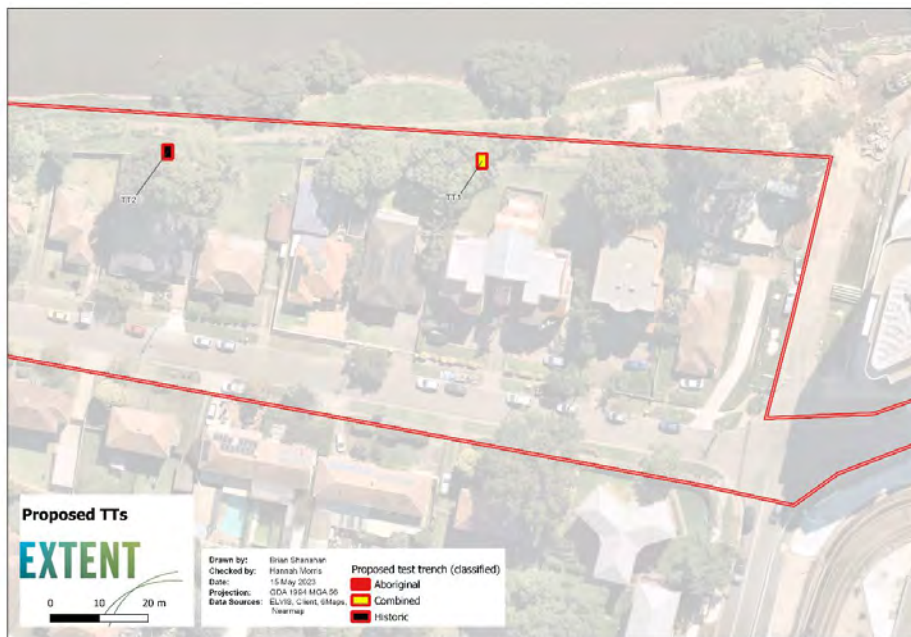 TT2
TT1
Proposed TTs
EXTENT
0 10 20 m
Drawn by: Brian Shanahan
Checked by: Hannah Morris
Date: 15 May 2023
Projection: GDA 1994 MGA 56
Data Sources: ELVIS, Client, SIXMaps,
Nearmap
Proposed test trench (classified)
Aboriginal
Combined
Historic